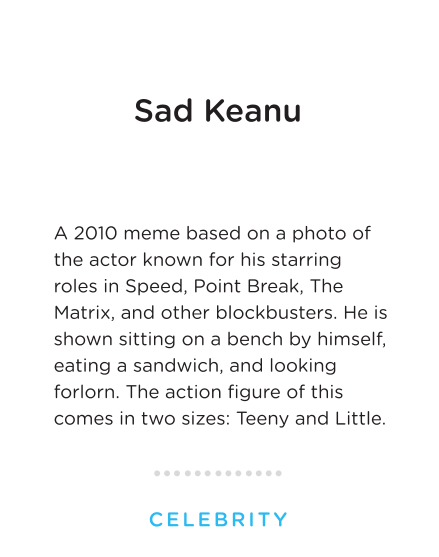 Sad Keanu
A 2010 meme based on a photo of
the actor known for his starring
roles in Speed, Point Break, The
Matrix, and other blockbusters. He is
shown sitting on a bench by himself,
eating a sandwich, and looking
forlorn. The action figure of this
comes in two sizes: Teeny and Little.
CELEBRITY